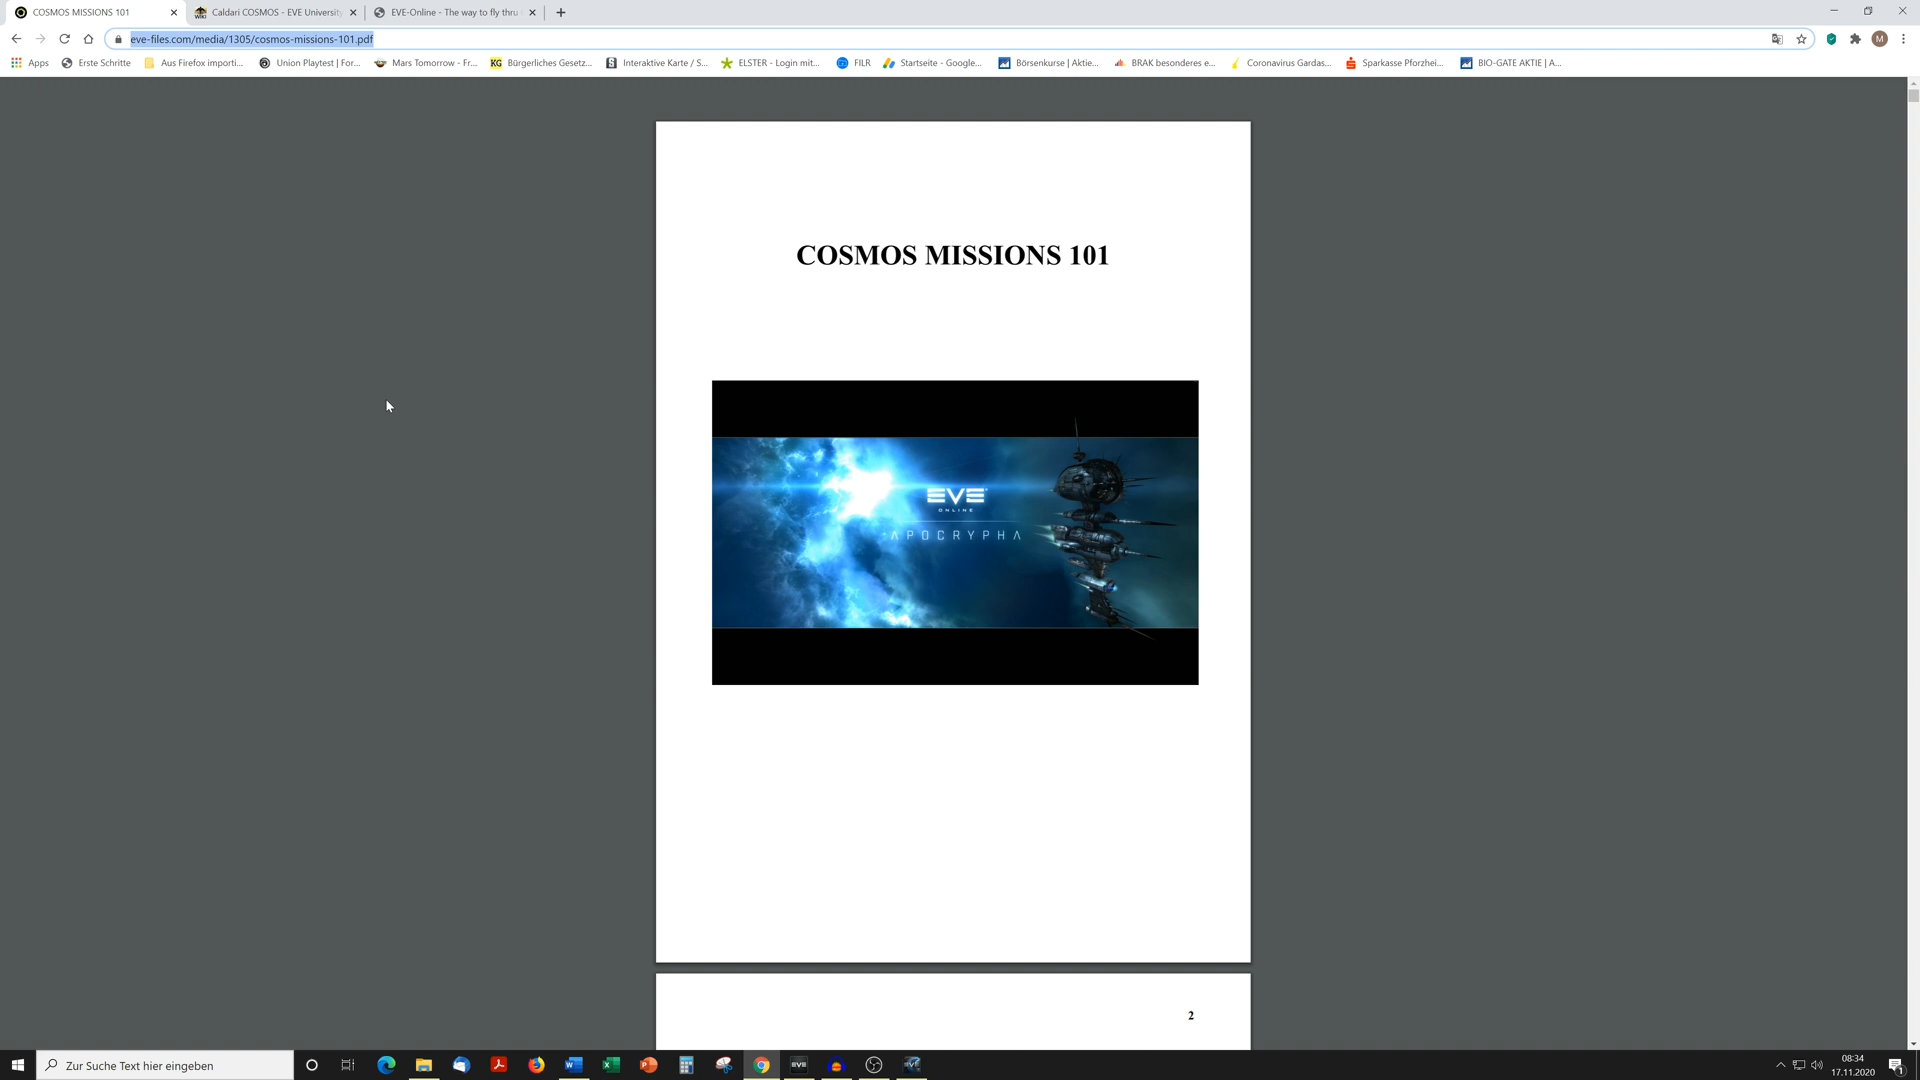 COSMOS MISSIONS 101
Caldari COSMOS - EVE University
EVE-Online - The way to fly thru
eve-files.com/media/1305/cosmos-missions-101.pdf
M
Apps
Erste Schritte
Aus Firefox importi...
Union Playtest | For...
Mars Tomorrow - Fr...
KG Bürgerliches Gesetz...
Interaktive Karte / S...
ELSTER - Login mit...
FILR
Startseite - Google...
Börsenkurse | Aktie...
BRAK besonderes e...
Coronavirus Gardas...
Sparkasse Pforzhei...
BIO-GATE AKTIE | A...
COSMOS MISSIONS 101
EVE
ONLINE
APOCRYPHA
2
Zur Suche Text hier eingeben
EVE
08:34
17.11.2020
1